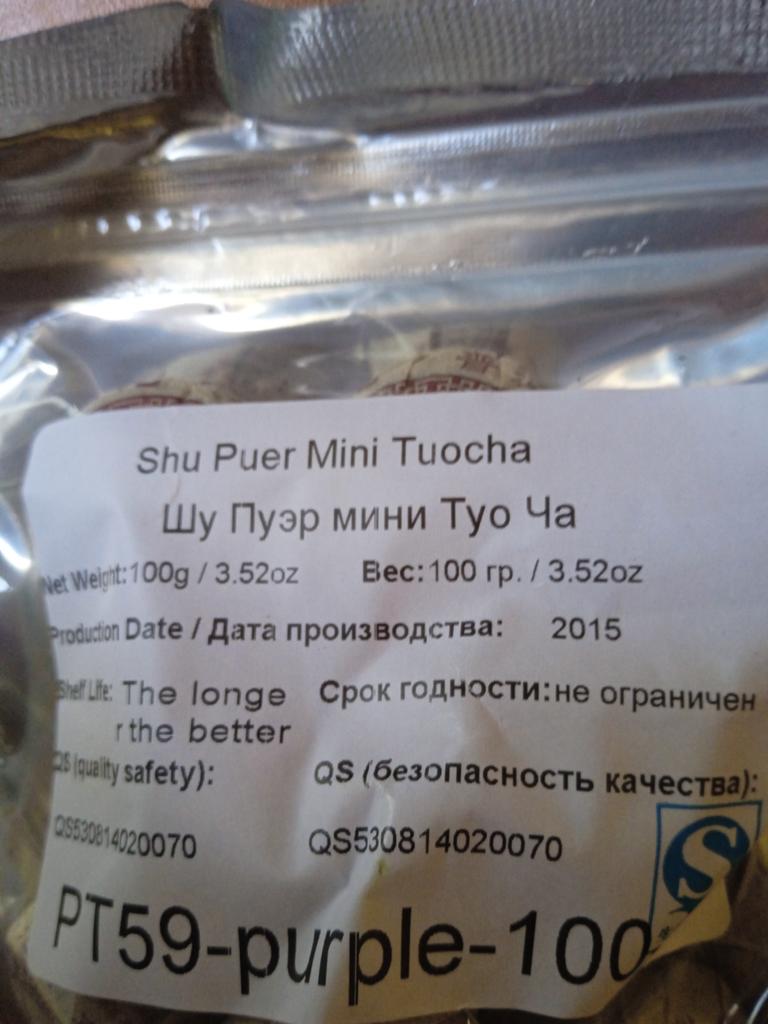 Shu Puer Mini Tuocha
Шу Пуэр мини Туо Ча
Net Weight:100g / 3.52oz Вес:100 гр. / 3.52oz
Production Date / Дата производства: 2015
Shelf Life: The longe Срок годности:не ограничен
r the better
QS (quality safety): QS (безопасность качества):
QS530814020070 QS530814020070
PT59-purple-100